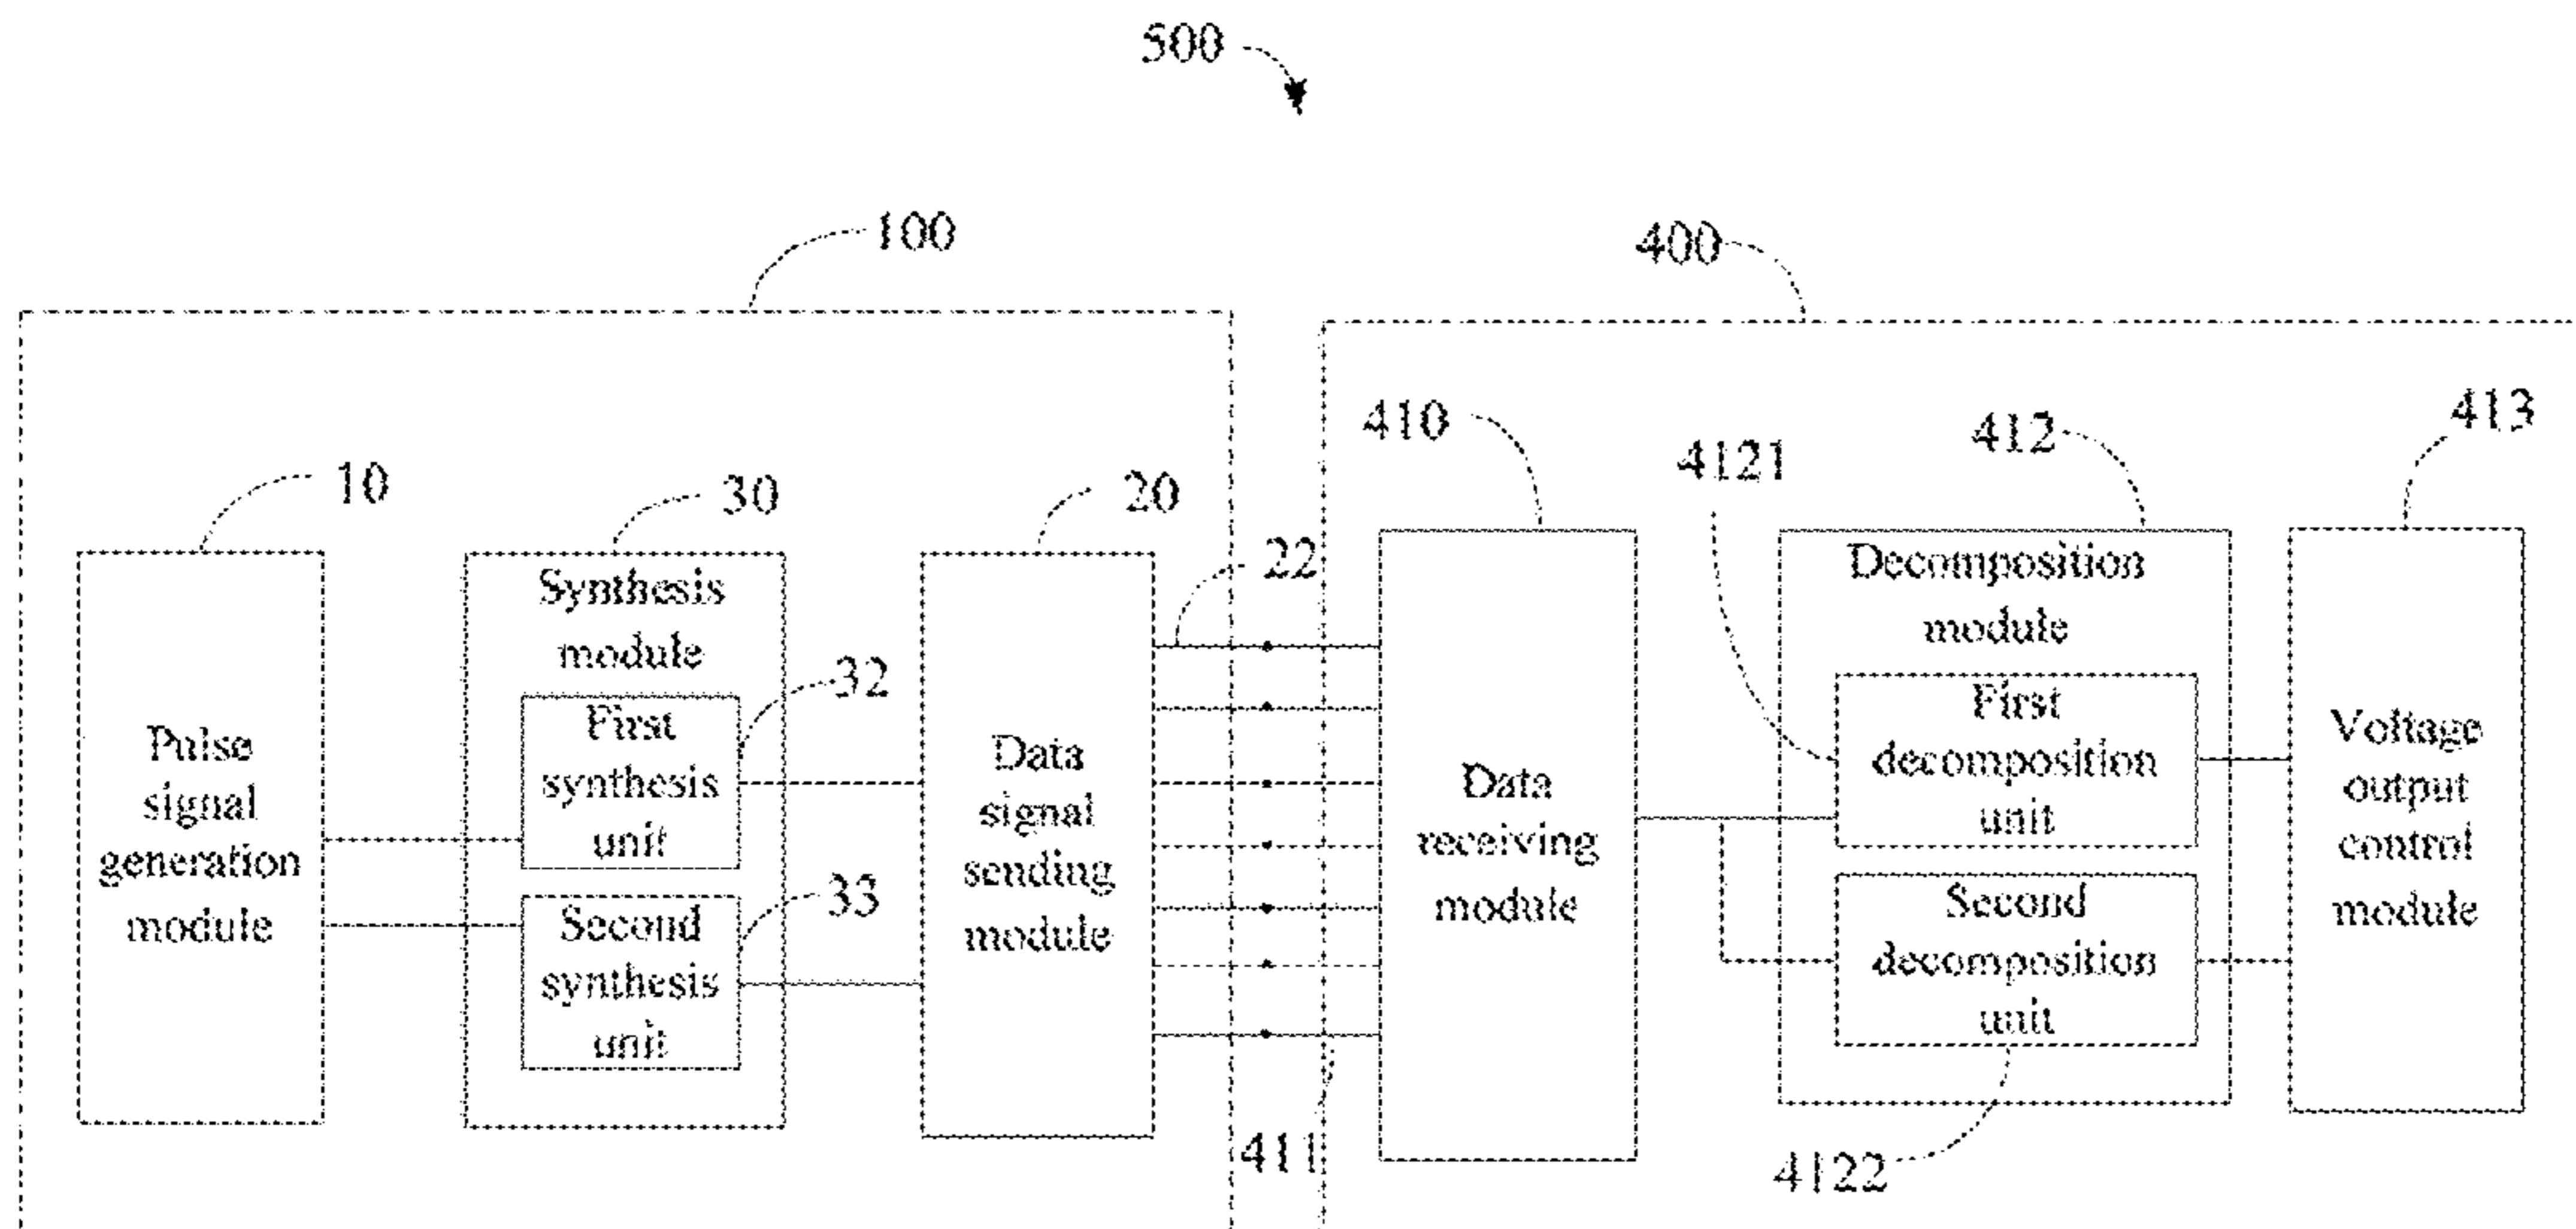 500
100
400
10
30
20
22
410
4121
412
413
Pulse
signal
generation
module
Synthesis
module
First
synthesis
unit
32
Second
synthesis
unit
33
Data
signal
sending
module
411
Data
receiving
module
Decomposition
module
First
decomposition
unit
Second
decomposition
unit
4122
Voltage
output
control
module